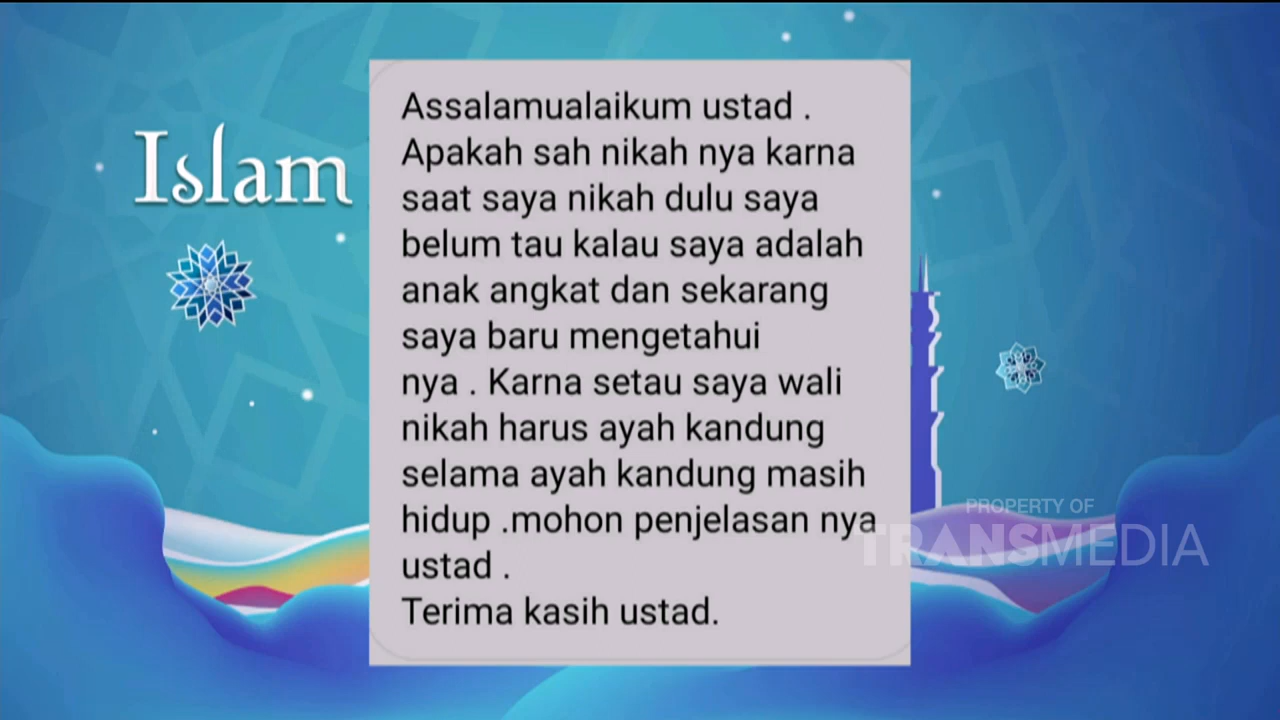 Islam
Assalamualaikum ustad .
Apakah sah nikah nya karna
saat saya nikah dulu saya
belum tau kalau saya adalah
anak angkat dan sekarang
saya baru mengetahui
nya . Karna setau saya wali
nikah harus ayah kandung
selama ayah kandung masih
hidup .mohon penjelasan nya
ustad .
Terima kasih ustad.
PROPERTY OF
TRANSMEDIA